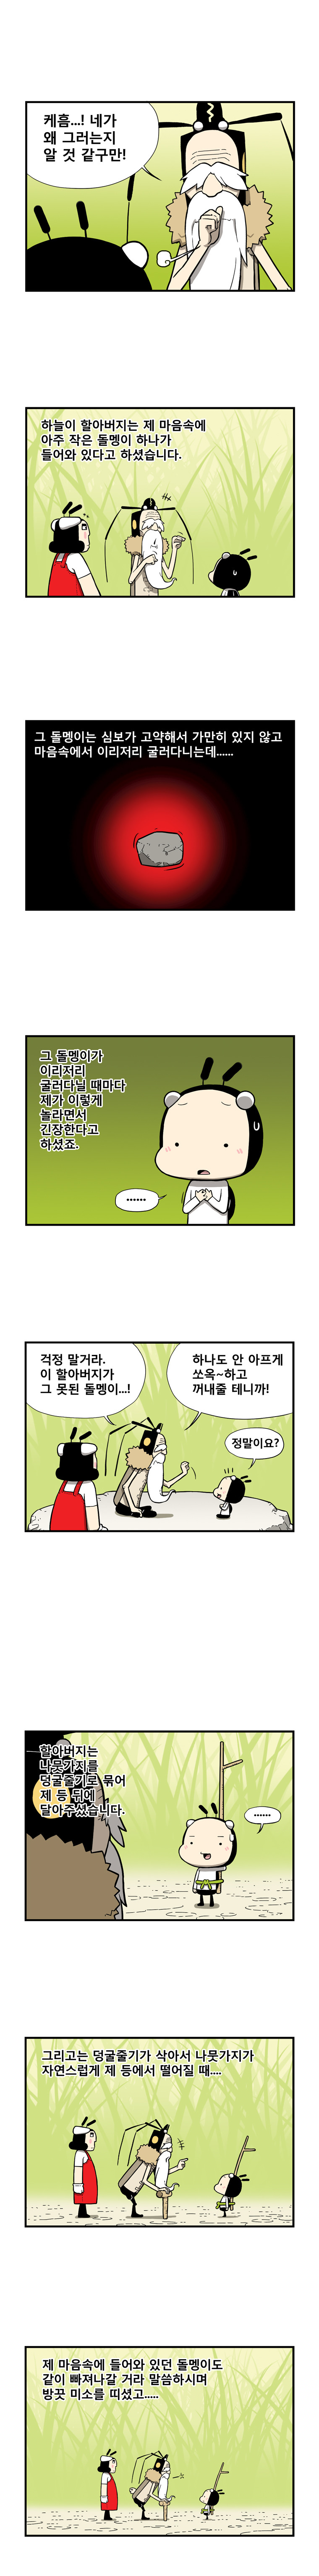 케흠...! 네가
왜 그러는지
알 것 같구만!
하늘이 할아버지는 제 마음속에
아주 작은 돌멩이 하나가
들어와 있다고 하셨습니다.
그 돌멩이는 심보가 고약해서 가만히 있지 않고
마음속에서 이리저리 굴러다니는데......
그 돌멩이가
이리저리
굴러다닐 때마다
제가 이렇게
놀라면서
긴장한다고
하셨죠.
......
걱정 말거라.
이 할아버지가
그 못된 돌멩이...!
하나도 안 아프게
쏘옥~하고
꺼내줄 테니까!
정말이요?
할아버지는
나뭇가지를
덩굴줄기로 묶어
제 등 뒤에
달아주셨습니다.
......
그리고는 덩굴줄기가 삭아서 나뭇가지가
자연스럽게 제 등에서 떨어질 때....
제 마음속에 들어와 있던 돌멩이도
같이 빠져나갈 거라 말씀하시며
방끗 미소를 띠셨고.....